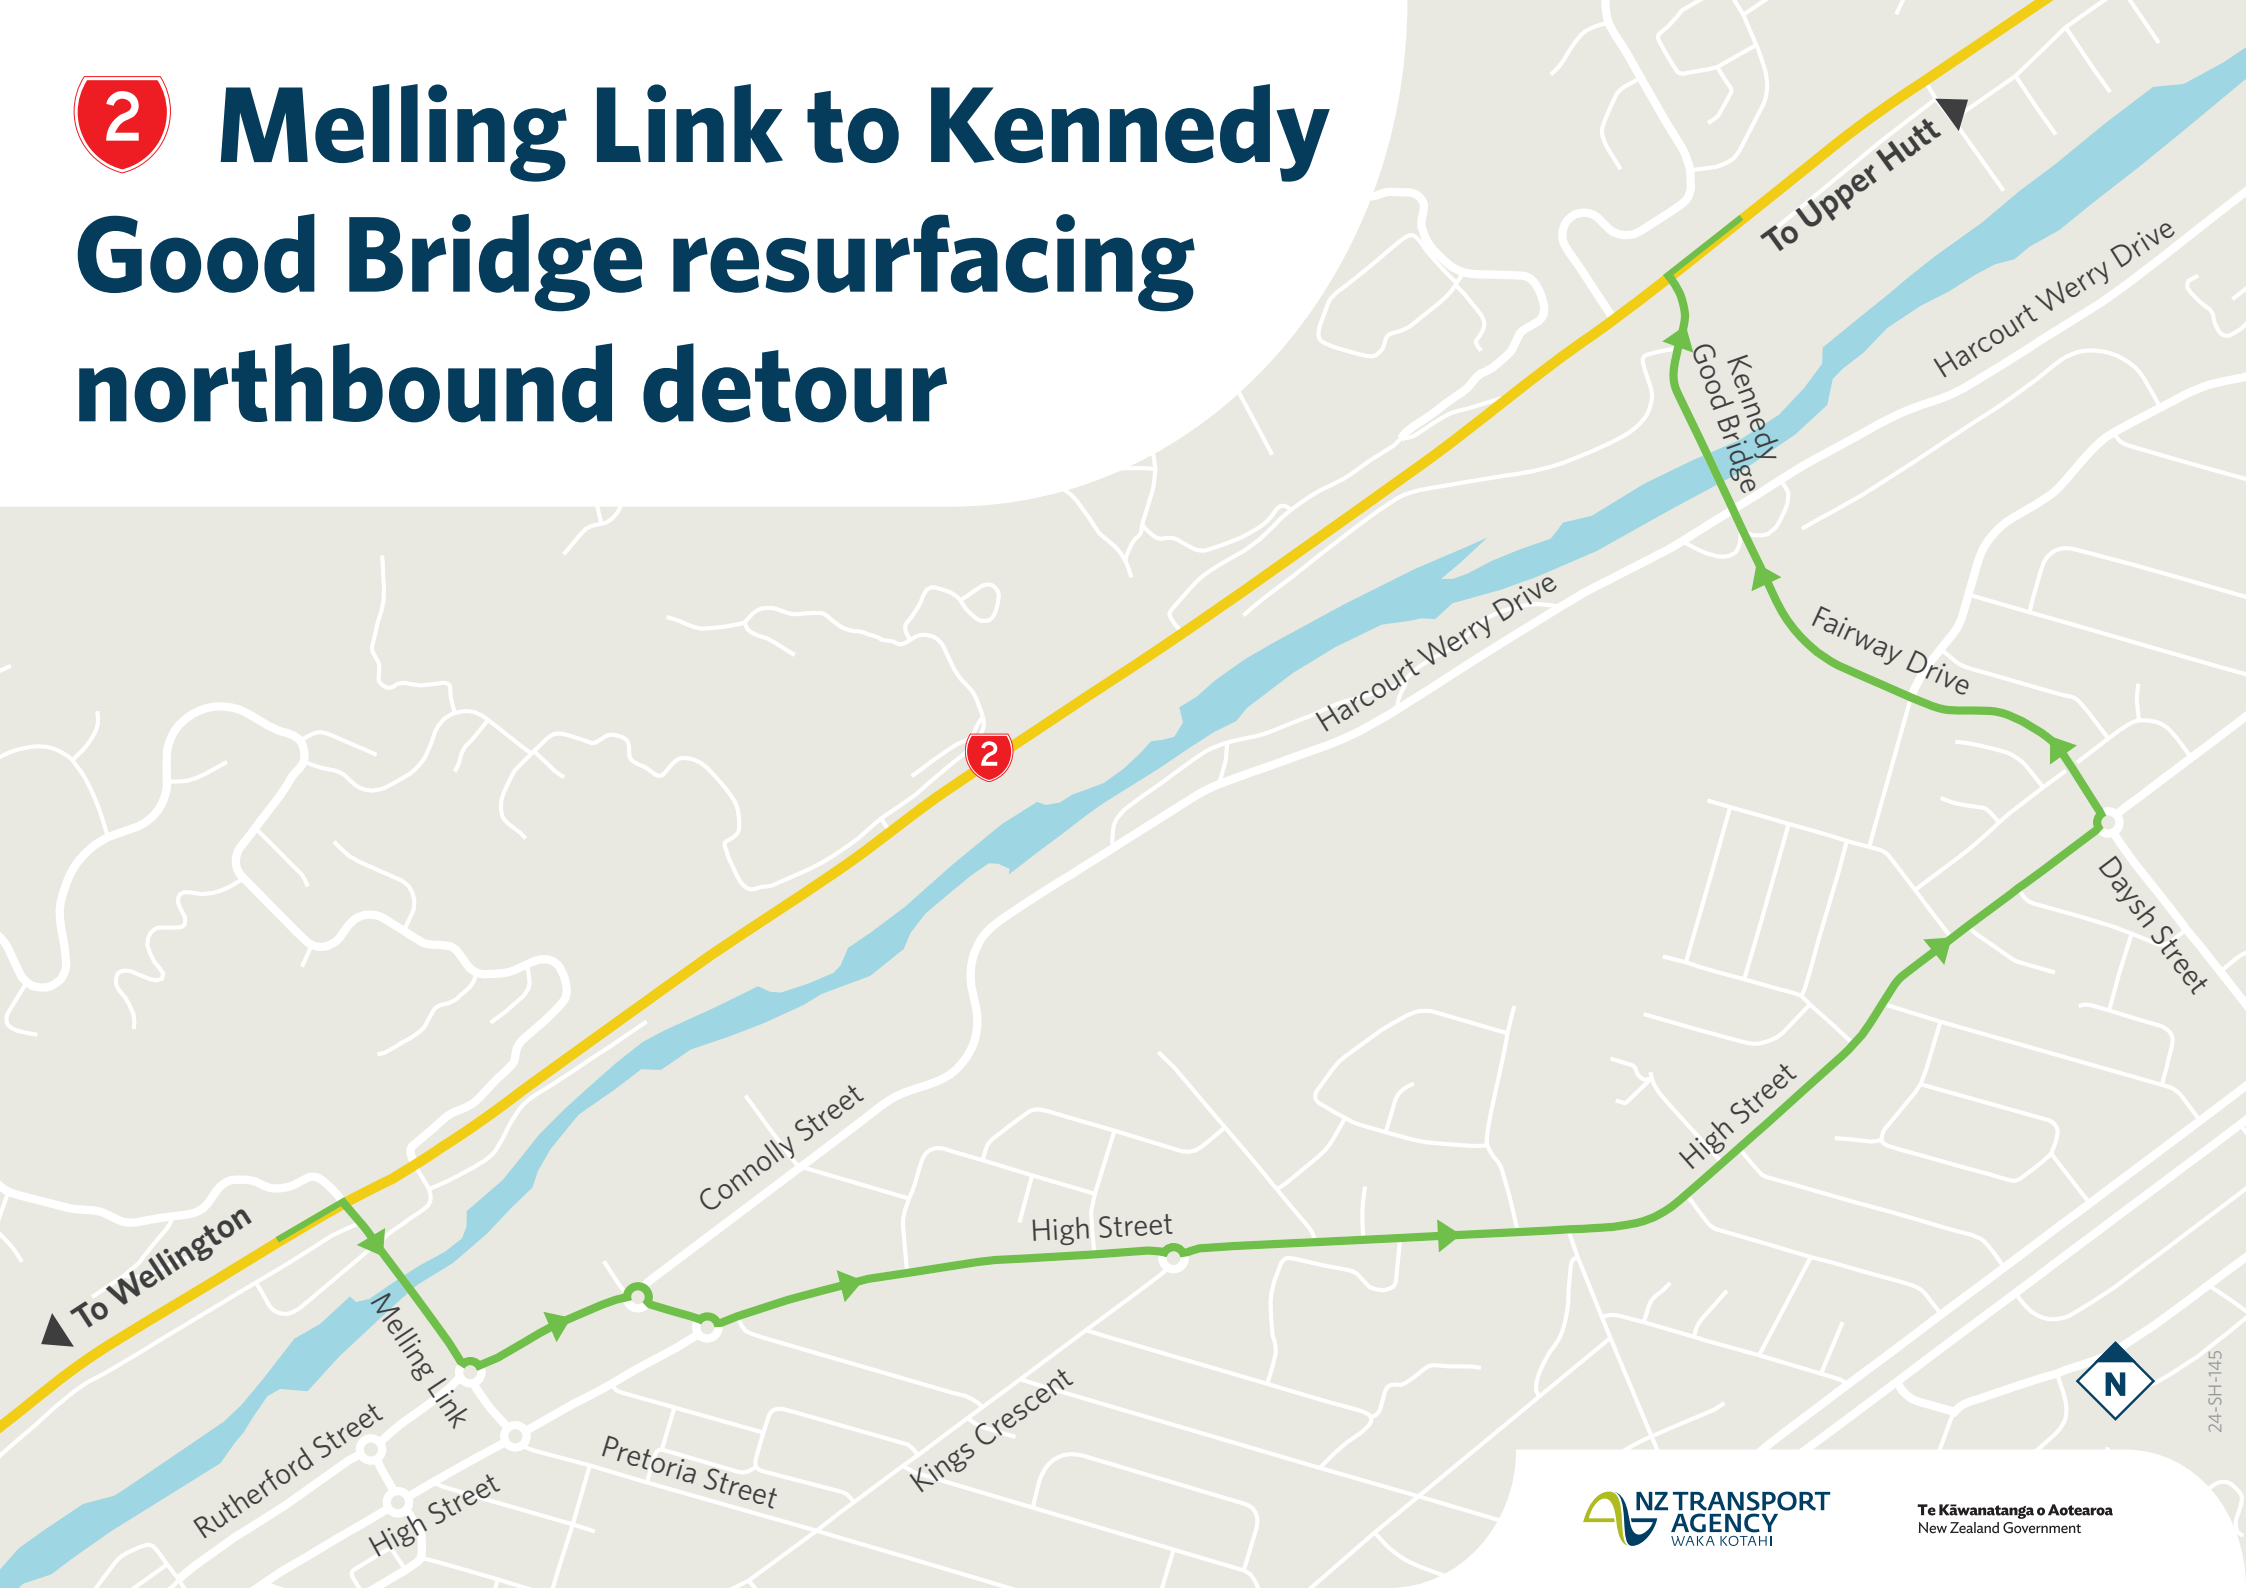 2 Melling Link to Kennedy
Good Bridge resurfacing
northbound detour
To Upper Hutt
Harcourt Werry Drive
Kennedy
Good Bridge
Harcourt Werry Drive
Fairway Drive
2
Daysh Street
High Street
Connolly Street
High Street
To Wellington
Melling Link
Rutherford Street
High Street
Pretoria Street
Kings Crescent
N
24-SH-145
NZ TRANSPORT
AGENCY
WAKA KOTAHI
Te Kāwanatanga o Aotearoa
New Zealand Government